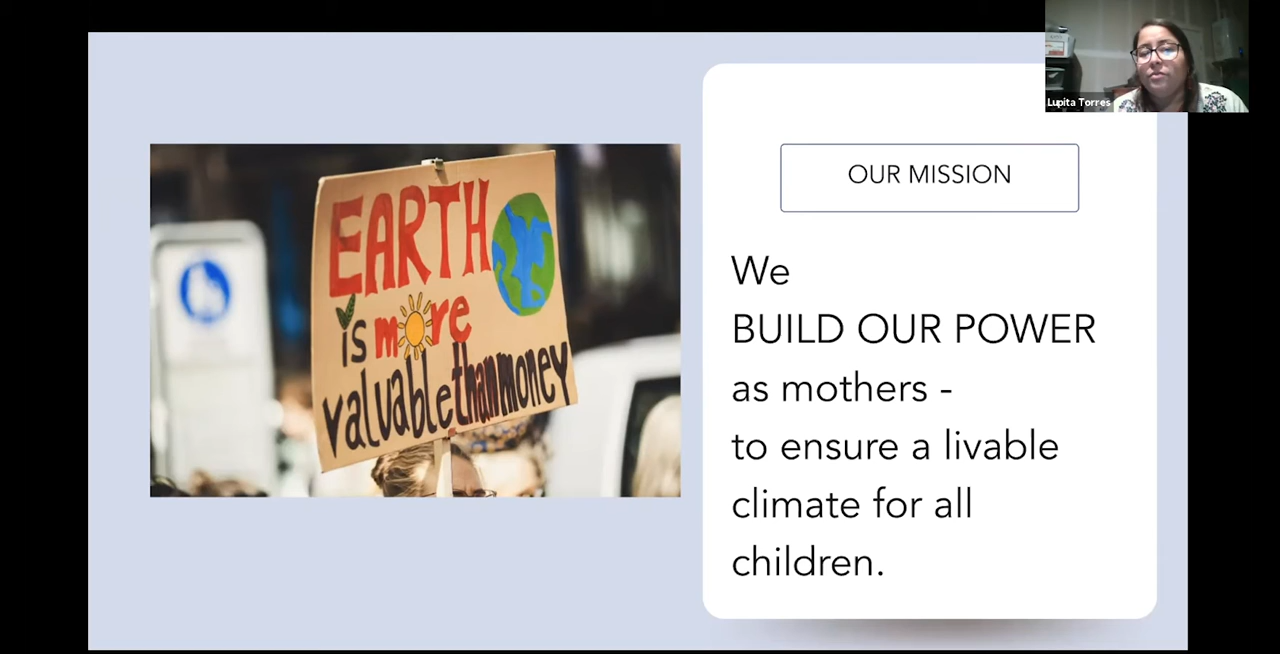 Lupita Torres
EARTH
is more
valuable than money
OUR MISSION
We
BUILD OUR POWER
as mothers -
to ensure a livable
climate for all
children.